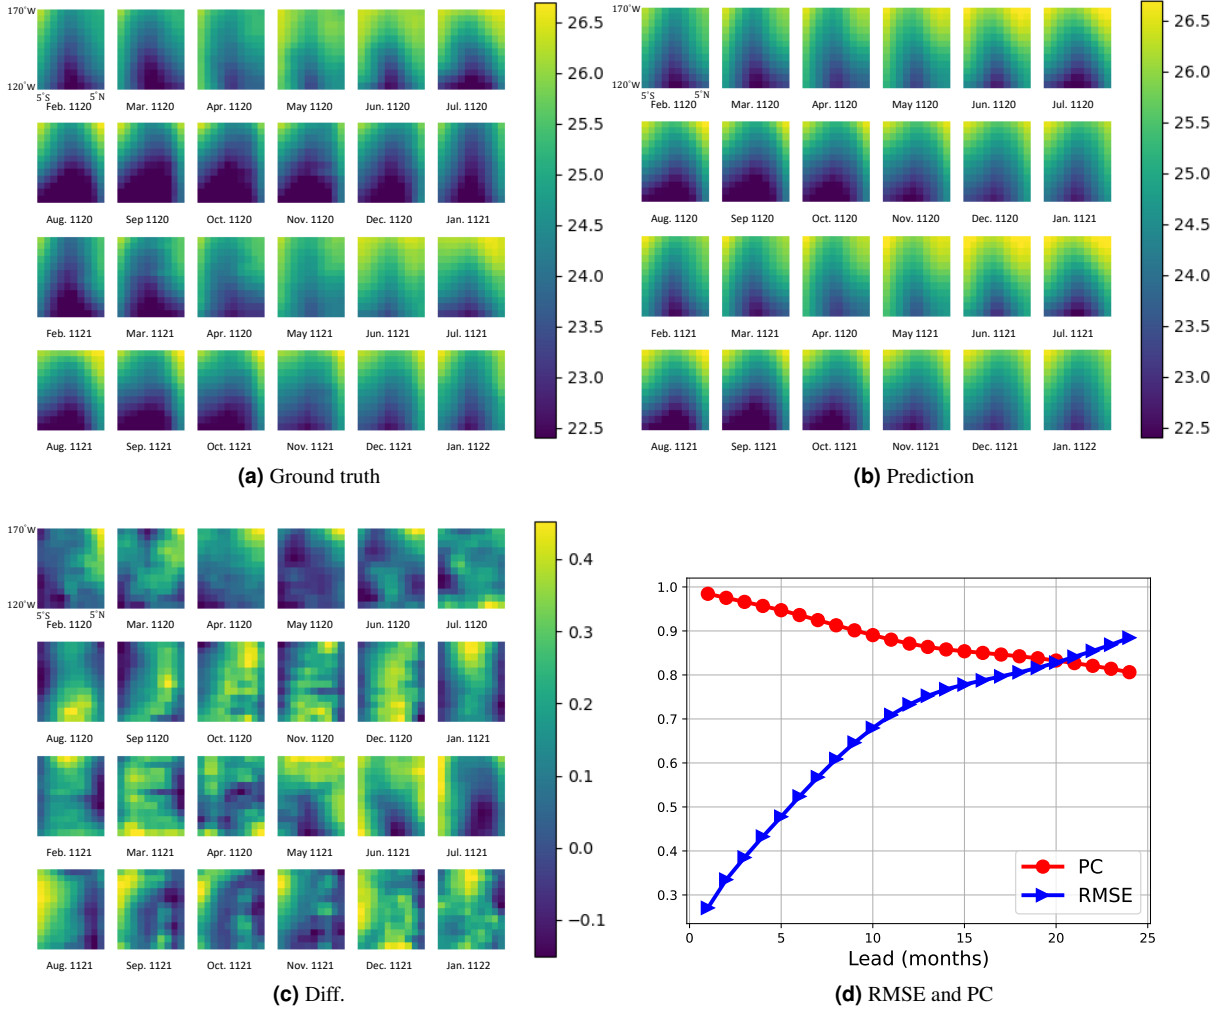 170°W
120°W
5°S 5°N
Feb. 1120 Mar. 1120 Apr. 1120 May 1120 Jun. 1120 Jul. 1120
Aug. 1120 Sep 1120 Oct. 1120 Nov. 1120 Dec. 1120 Jan. 1121
Feb. 1121 Mar. 1121 Apr. 1120 May 1121 Jun. 1121 Jul. 1121
Aug. 1121 Sep. 1121 Oct. 1121 Nov. 1121 Dec. 1121 Jan. 1122
26.5
26.0
25.5
25.0
24.5
24.0
23.5
23.0
22.5
(a) Ground truth
170°W
120°W
5°S 5°N
Feb. 1120 Mar. 1120 Apr. 1120 May 1120 Jun. 1120 Jul. 1120
Aug. 1120 Sep 1120 Oct. 1120 Nov. 1120 Dec. 1120 Jan. 1121
Feb. 1121 Mar. 1121 Apr. 1120 May 1121 Jun. 1121 Jul. 1121
Aug. 1121 Sep. 1121 Oct. 1121 Nov. 1121 Dec. 1121 Jan. 1122
26.5
26.0
25.5
25.0
24.5
24.0
23.5
23.0
22.5
(b) Prediction
170°W
120°W
5°S 5°N
Feb. 1120 Mar. 1120 Apr. 1120 May 1120 Jun. 1120 Jul. 1120
Aug. 1120 Sep 1120 Oct. 1120 Nov. 1120 Dec. 1120 Jan. 1121
Feb. 1121 Mar. 1121 Apr. 1120 May 1121 Jun. 1121 Jul. 1121
Aug. 1121 Sep. 1121 Oct. 1121 Nov. 1121 Dec. 1121 Jan. 1122
0.4
0.3
0.2
0.1
0.0
−0.1
(c) Diff.
1.0
0.9
0.8
0.7
0.6
0.5
0.4
0.3
PC
RMSE
0 5 10 15 20 25
Lead (months)
(d) RMSE and PC